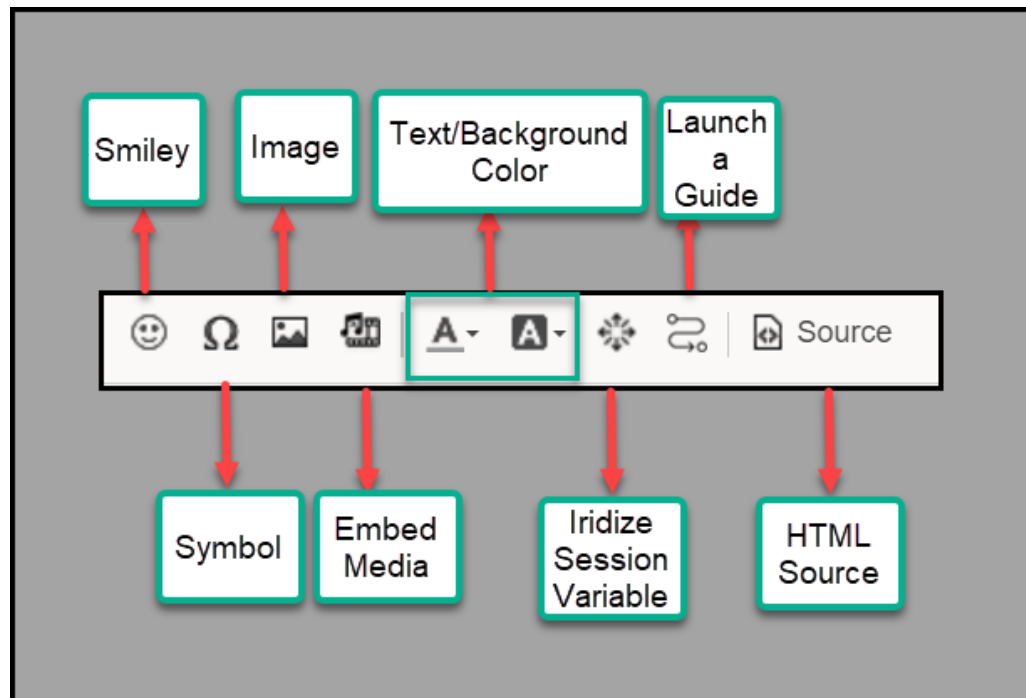 Smiley
Image
Text/Background
Color
Launch
a
Guide
Ω
A
A
Source
Symbol
Embed
Media
Iridize
Session
Variable
HTML
Source